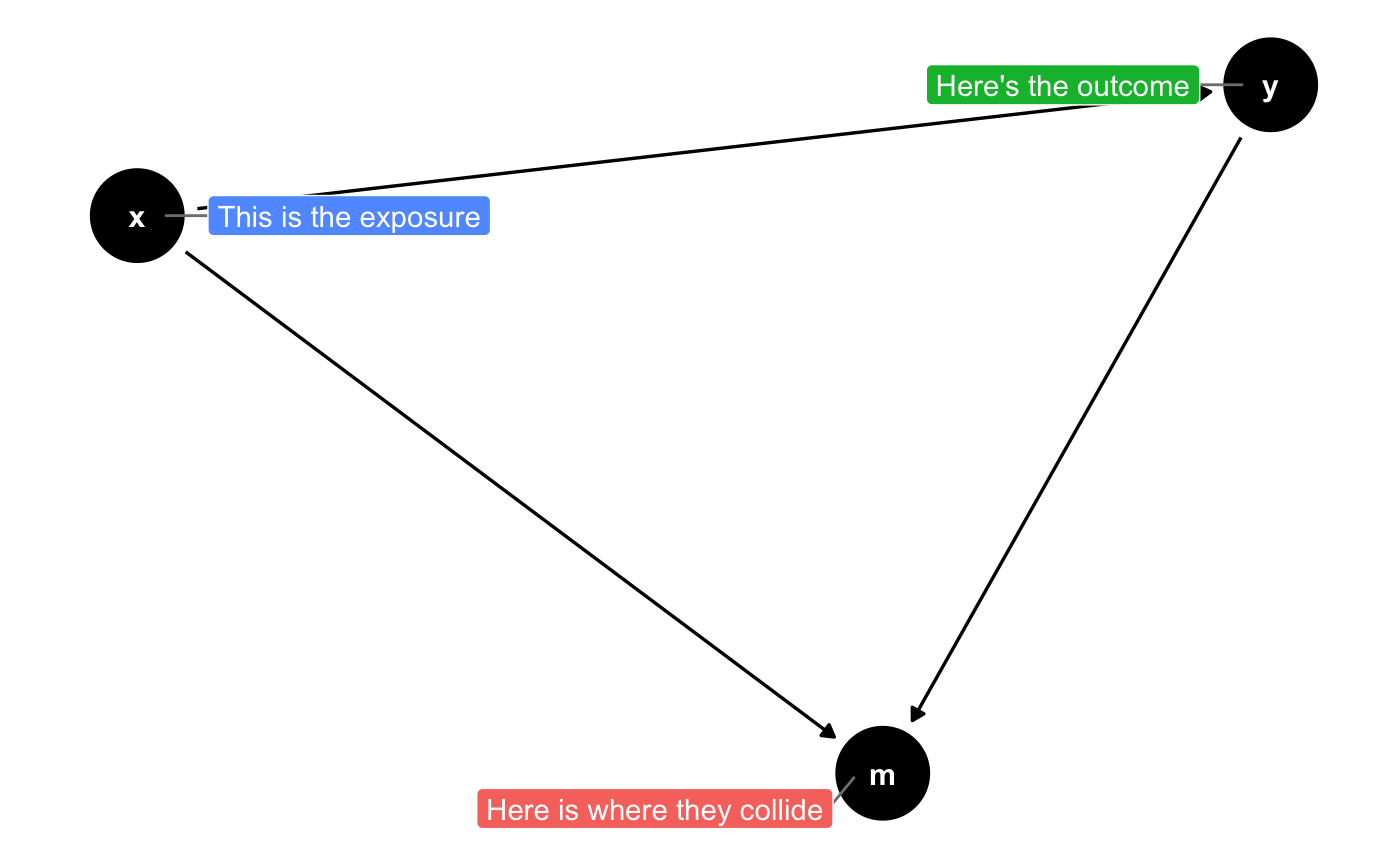 Here's the outcome
y
x
This is the exposure
m
Here is where they collide